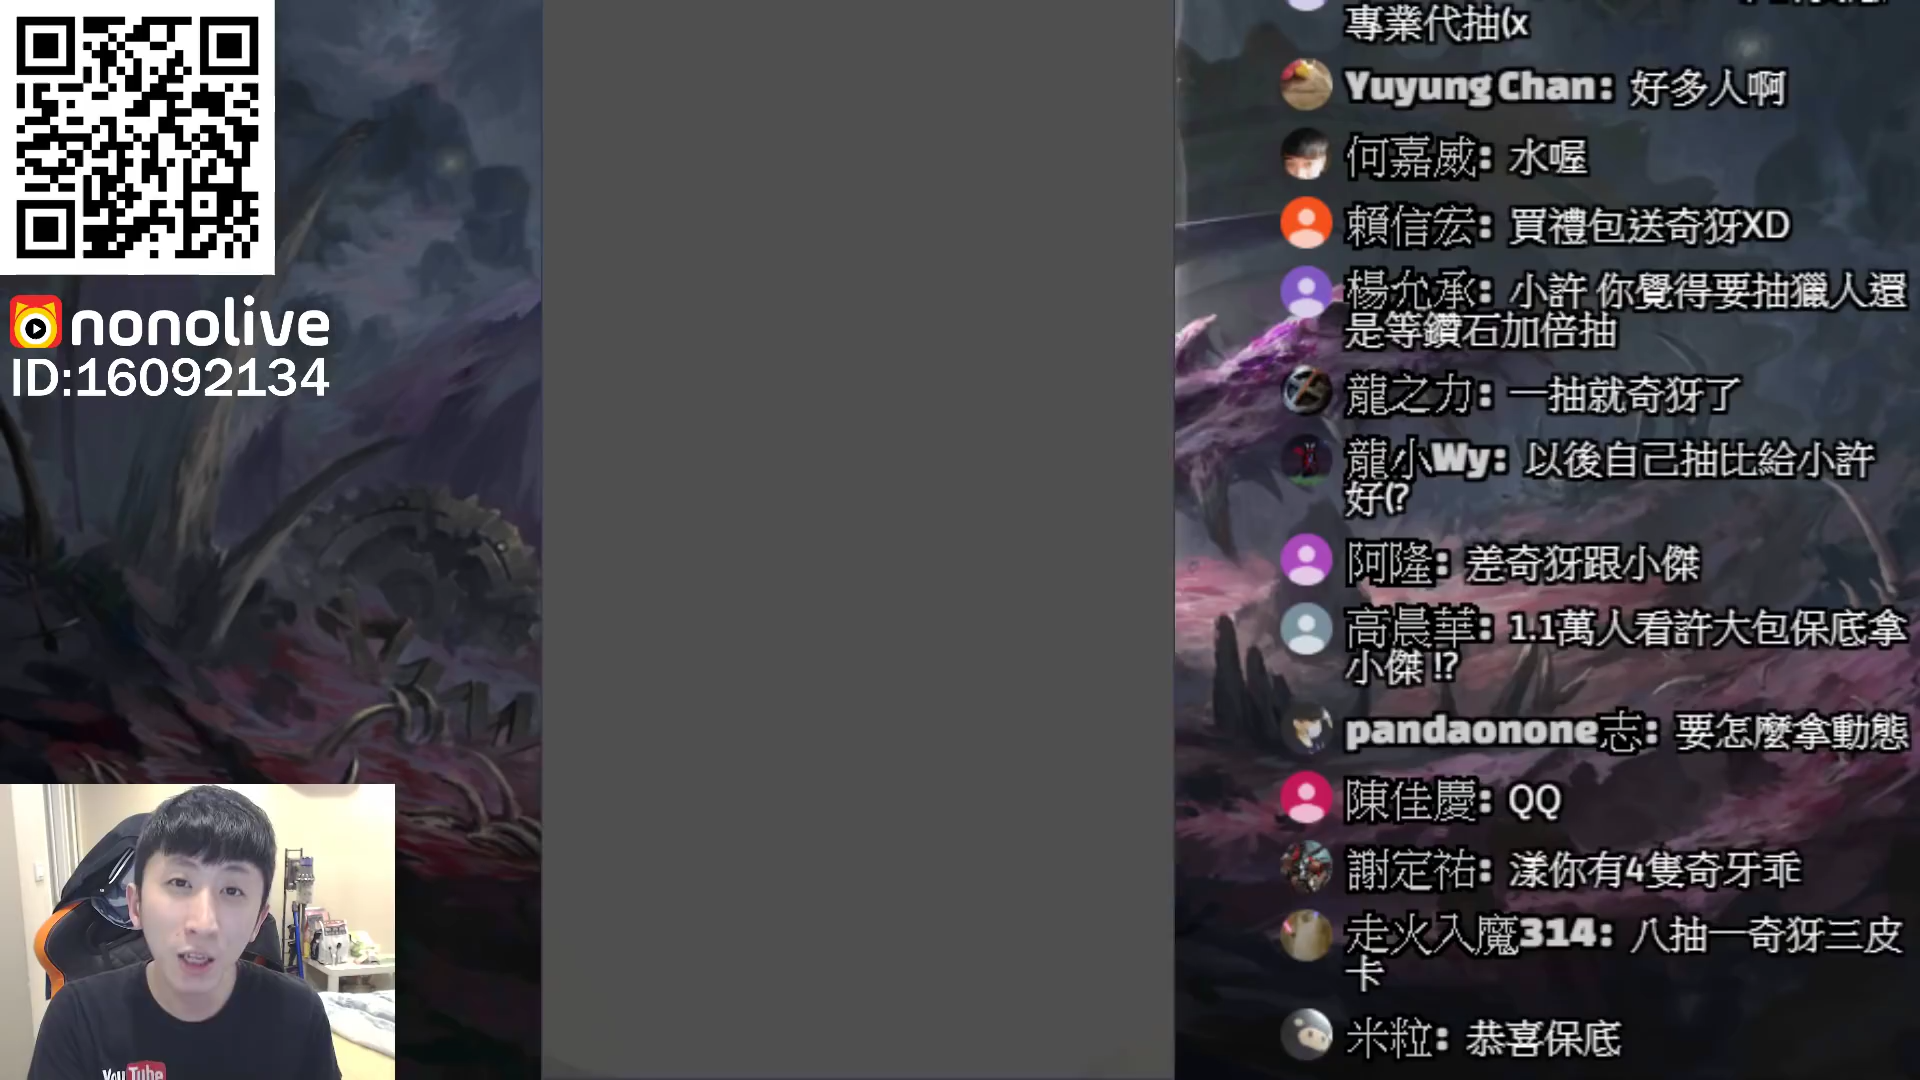 nonolive
ID:16092134
YouTube
專業代抽(x
Yuyung Chan: 好多人啊
何嘉威: 水喔
賴信宏: 買禮包送奇犽XD
楊允承: 小許 你覺得要抽獵人還
是等鑽石加倍抽
龍之力: 一抽就奇犽了
龍小Wy: 以後自己抽比給小許
好(?
阿隆: 差奇犽跟小傑
高晨華: 1.1萬人看許大包保底拿
小傑 !?
pandaonone志: 要怎麼拿動態
陳佳慶: QQ
謝定祐: 漾你有4隻奇牙乖
走火入魔314: 八抽一奇犽三皮
卡
米粒: 恭喜保底